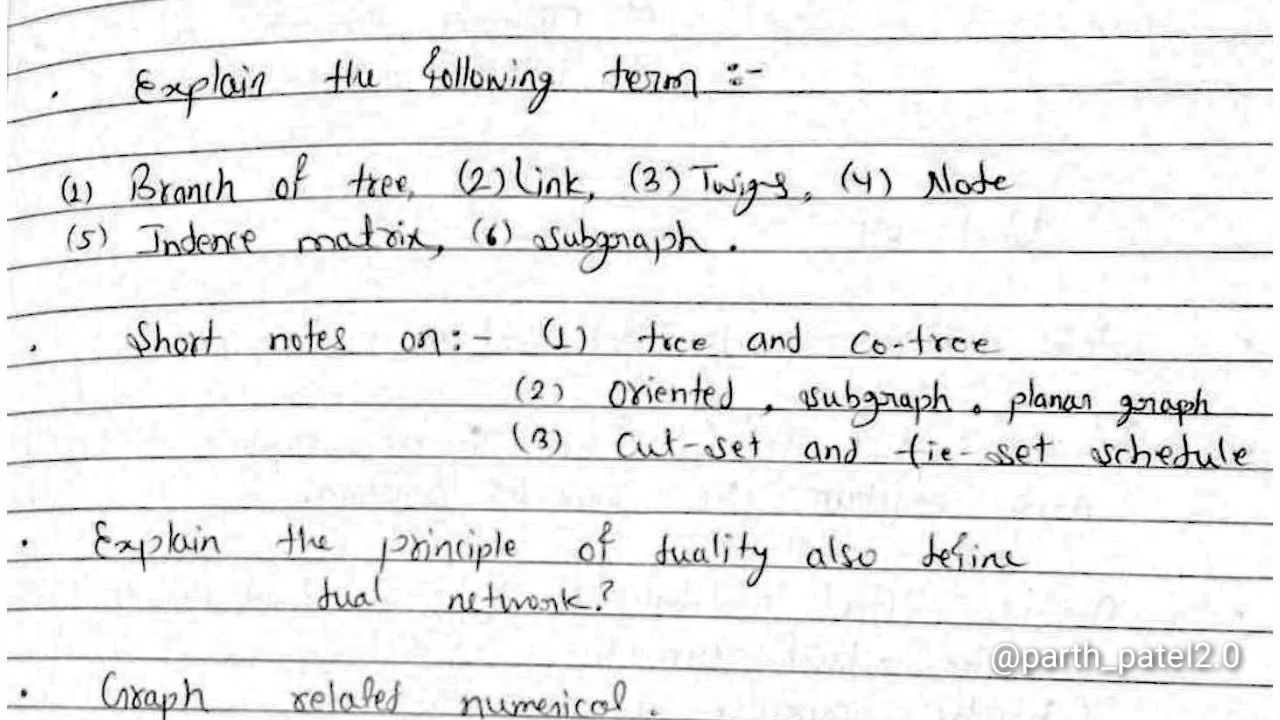 . Explain the following term :-
(1) Branch of tree, (2) link, (3) Twigs, (4) Node
(5) Indence matrix, (6) subgraph.
. Short notes on :- (1) tree and co-tree
(2) oriented, subgraph. planar graph
(3) cut-set and tie-set schedule
. Explain the principle of duality also define
dual network?
@parth_patel2.0
. Graph related numerical.